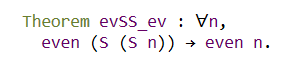 Theorem evSS_ev : ∀n,
even (S (S n)) → even n.